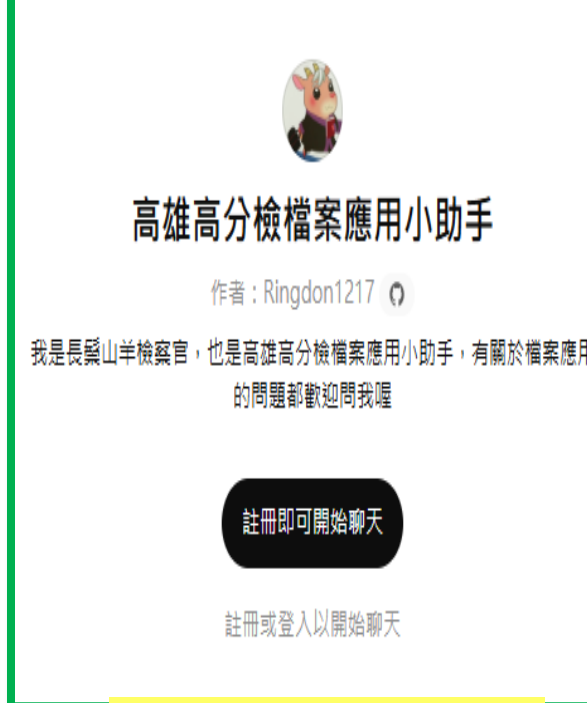 高雄高分檢檔案應用小助手
作者：Ringdon1217
我是長鬃山羊檢察官，也是高雄高分檢檔案應用小助手，有關於檔案應用
的問題都歡迎問我喔
註冊即可開始聊天
註冊或登入以開始聊天